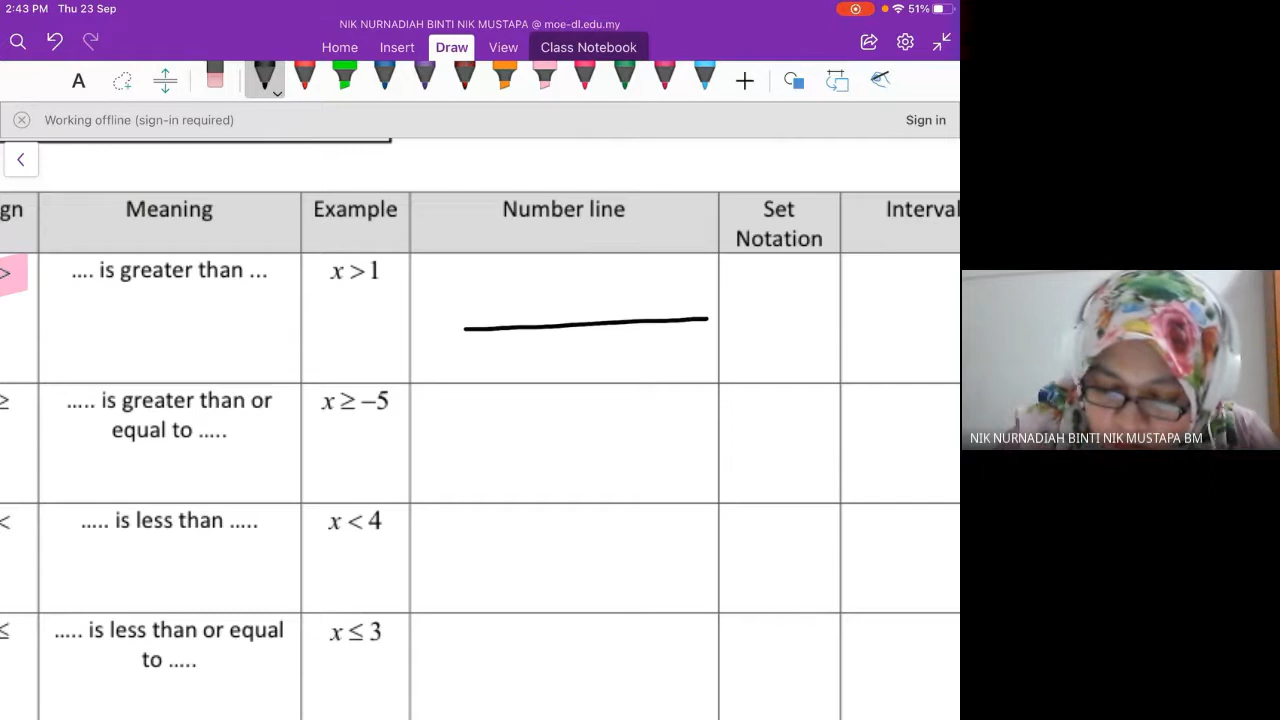 2:43 PM Thu 23 Sep
51%
NIK NURNADIAH BINTI NIK MUSTAPA @ moe-dl.edu.my
Home Insert Draw View Class Notebook
A
Working offline (sign-in required) Sign in
gn Meaning Example Number line Set Notation Interval
> .... is greater than ... x > 1
≥ ..... is greater than or equal to ..... x ≥ −5
< ..... is less than ..... x < 4
≤ ..... is less than or equal to ..... x ≤ 3
NIK NURNADIAH BINTI NIK MUSTAPA BM